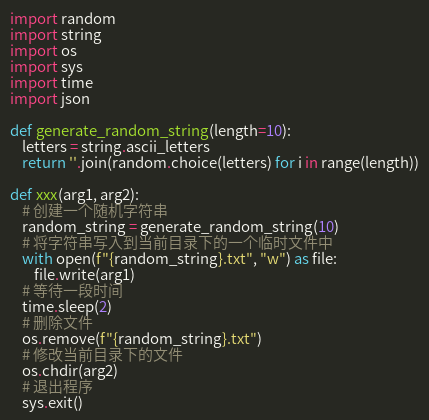 import random
import string
import os
import sys
import time
import json

def generate_random_string(length=10):
    letters = string.ascii_letters
    return ''.join(random.choice(letters) for i in range(length))

def xxx(arg1, arg2):
    # 创建一个随机字符串
    random_string = generate_random_string(10)
    # 将字符串写入到当前目录下的一个临时文件中
    with open(f"{random_string}.txt", "w") as file:
        file.write(arg1)
    # 等待一段时间
    time.sleep(2)
    # 删除文件
    os.remove(f"{random_string}.txt")
    # 修改当前目录下的文件
    os.chdir(arg2)
    # 退出程序
    sys.exit()